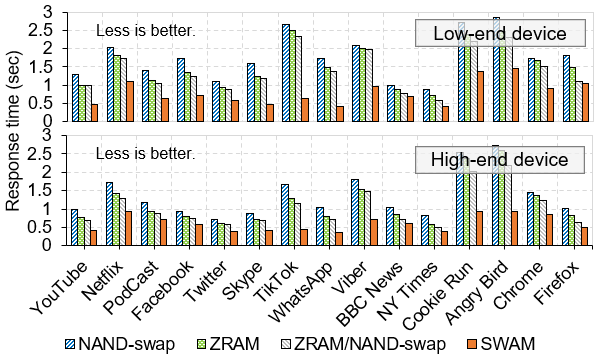 Response time (sec)
3
2.5
2
1.5
1
0.5
0
Less is better.
Low-end device
3
2.5
2
1.5
1
0.5
0
Less is better.
High-end device
YouTube
Netflix
PodCast
Facebook
Twitter
Skype
TikTok
WhatsApp
Viber
BBC News
NY Times
Cookie Run
Angry Bird
Chrome
Firefox
NAND-swap ZRAM ZRAM/NAND-swap SWAM